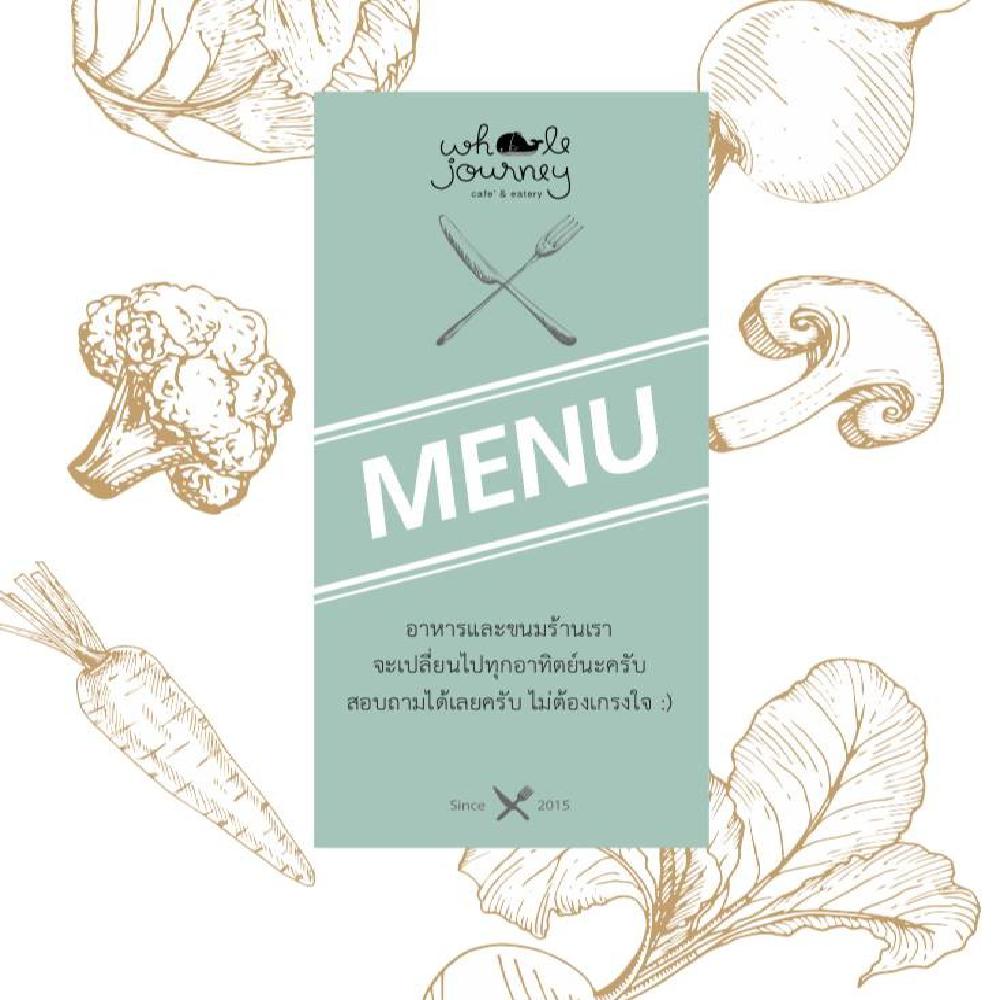 whole
journey
cafe' & eatery
MENU
อาหารและขนมร้านเรา
จะเปลี่ยนไปทุกอาทิตย์นะครับ
สอบถามได้เลยครับ ไม่ต้องเกรงใจ :)
Since 2015